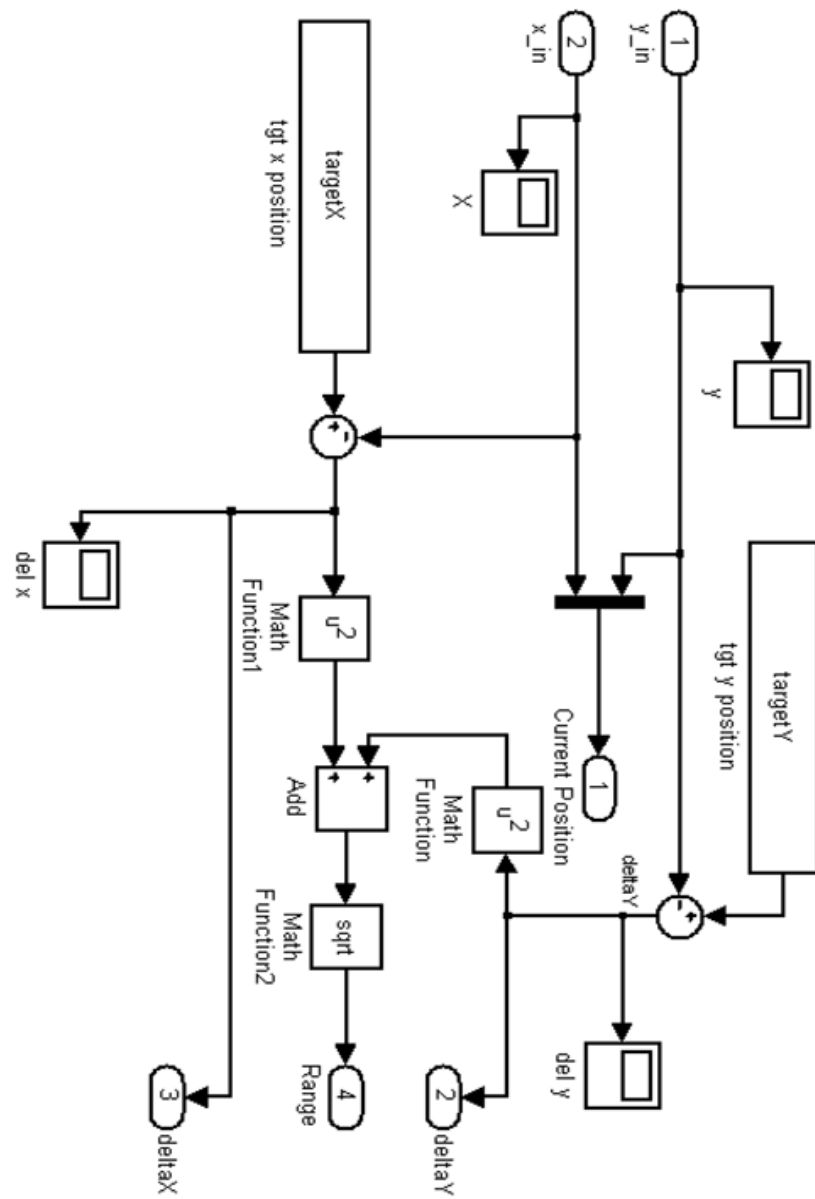 targetY
tgt y position
y
1
y_in
+
-
deltaY
del y
1
Current Position
2
x_in
X
u²
Math
Function
2
deltaY
targetX
tgt x position
-
+
u²
Math
Function1
+
+
Add
sqrt
Math
Function2
4
Range
3
deltaX
del x